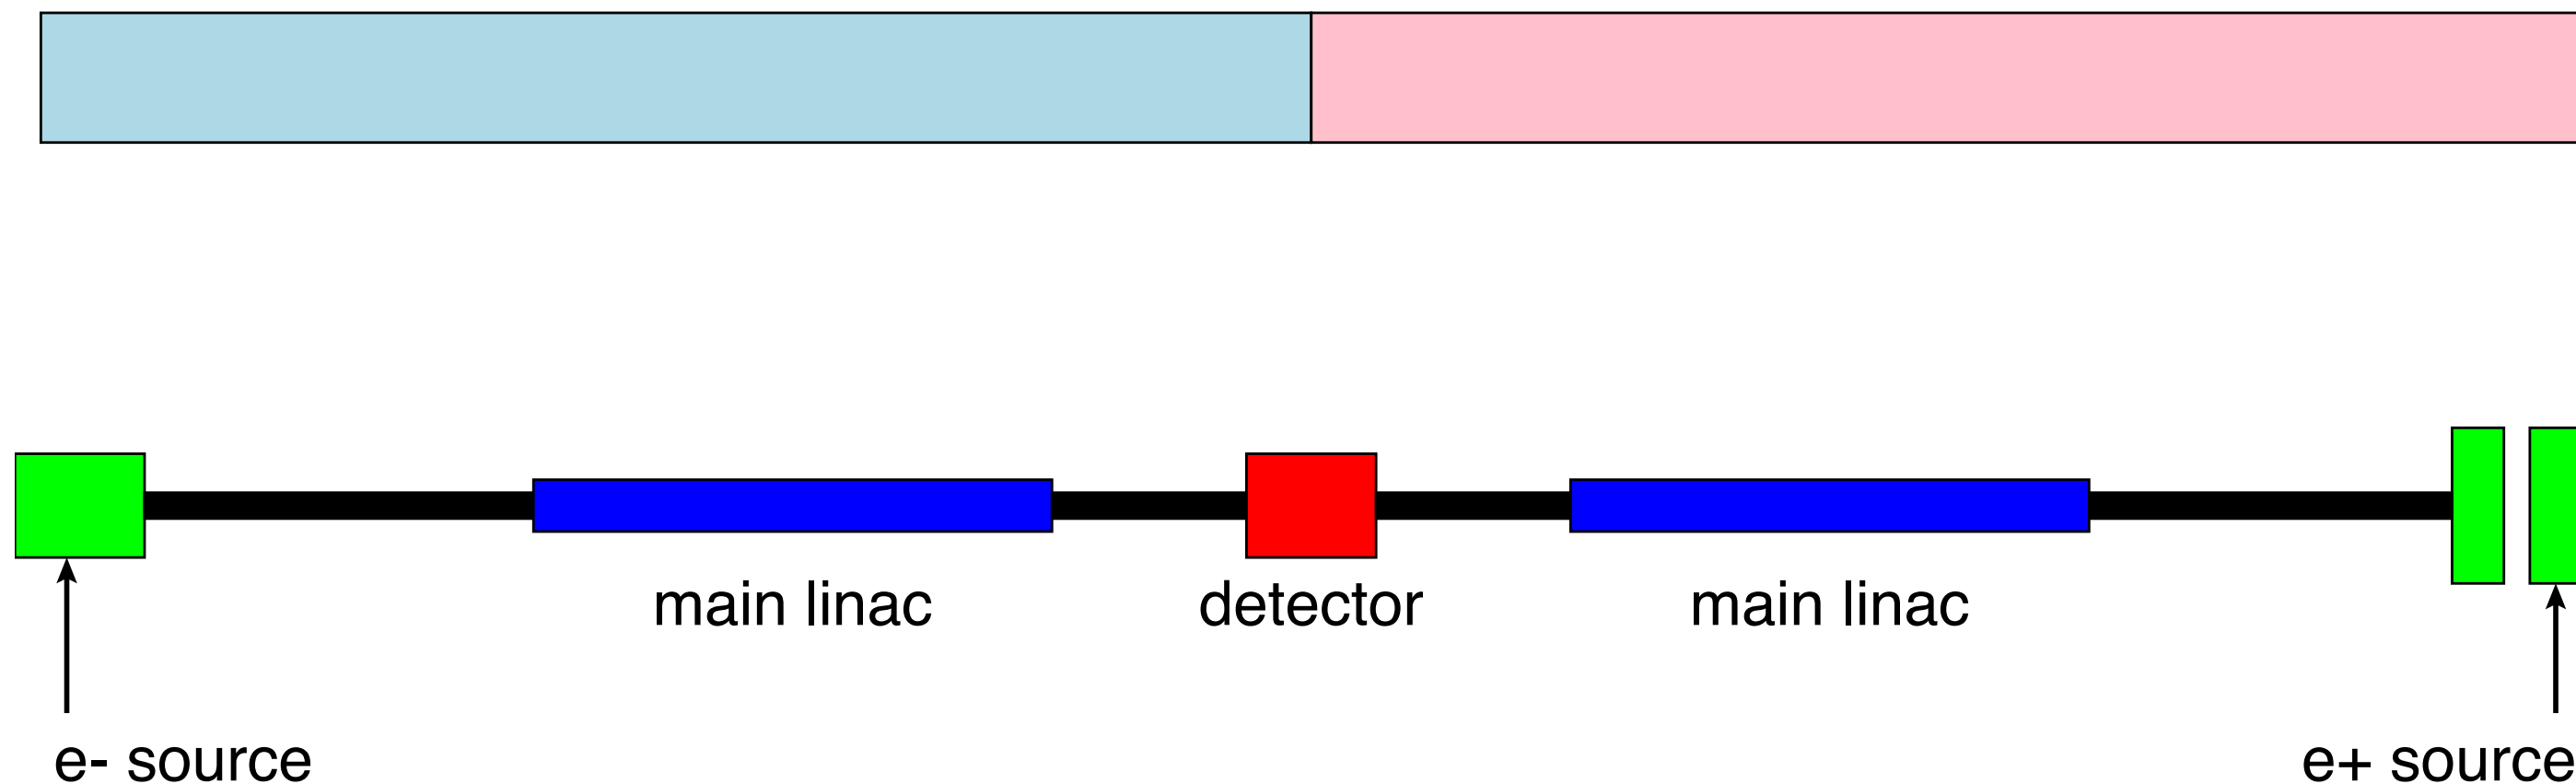 main linac
detector
main linac
e- source
e+ source